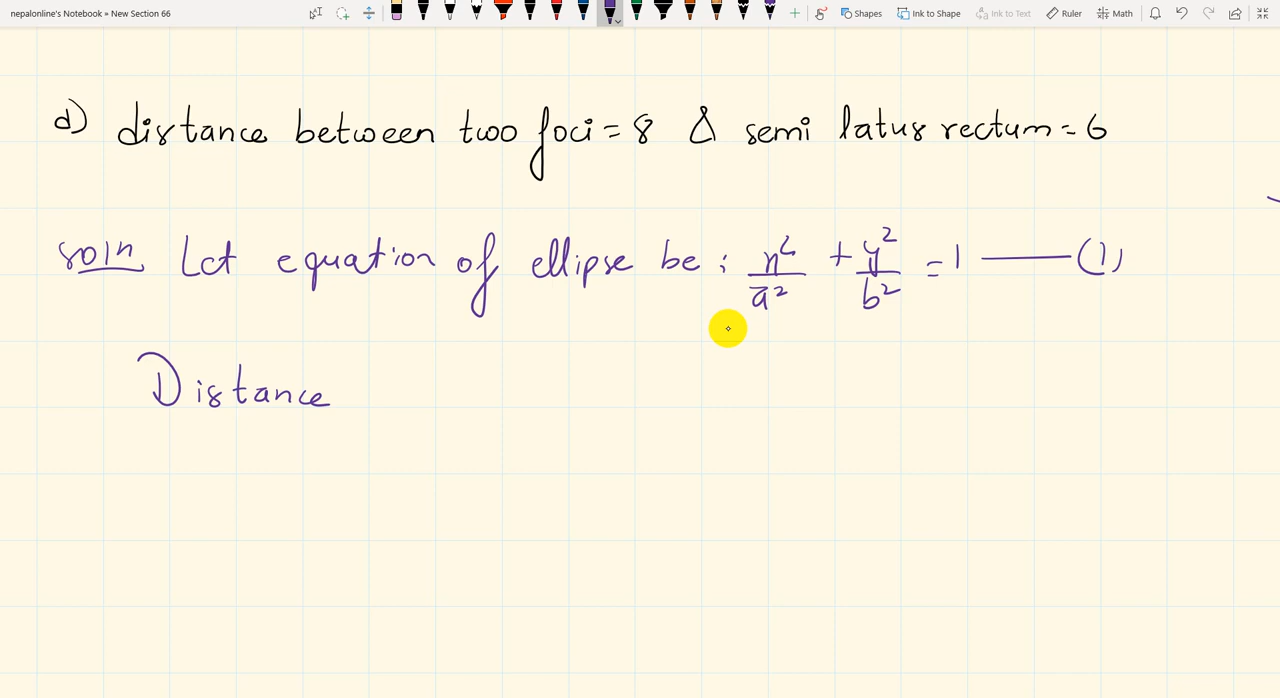 nepalonline's Notebook » New Section 66
Shapes Ink to Shape Ink to Text Ruler Math
d) distance between two foci = 8 & semi latus rectum = 6
soln Let equation of ellipse be : x²/a² + y²/b² = 1 —— (1)
Distance